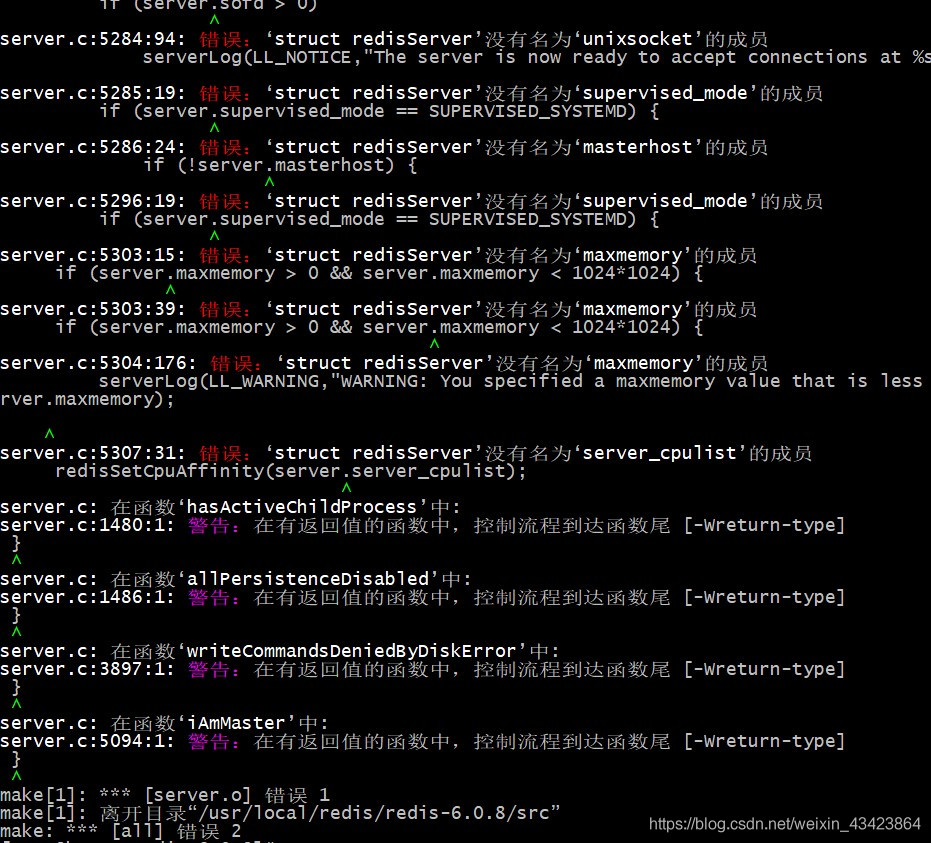 if (server.sofd > 0)
^
server.c:5284:94: 错误：‘struct redisServer’没有名为‘unixsocket’的成员
serverLog(LL_NOTICE,"The server is now ready to accept connections at %s
server.c:5285:19: 错误：‘struct redisServer’没有名为‘supervised_mode’的成员
if (server.supervised_mode == SUPERVISED_SYSTEMD) {
^
server.c:5286:24: 错误：‘struct redisServer’没有名为‘masterhost’的成员
if (!server.masterhost) {
^
server.c:5296:19: 错误：‘struct redisServer’没有名为‘supervised_mode’的成员
if (server.supervised_mode == SUPERVISED_SYSTEMD) {
^
server.c:5303:15: 错误：‘struct redisServer’没有名为‘maxmemory’的成员
if (server.maxmemory > 0 && server.maxmemory < 1024*1024) {
^
server.c:5303:39: 错误：‘struct redisServer’没有名为‘maxmemory’的成员
if (server.maxmemory > 0 && server.maxmemory < 1024*1024) {
^
server.c:5304:176: 错误：‘struct redisServer’没有名为‘maxmemory’的成员
serverLog(LL_WARNING,"WARNING: You specified a maxmemory value that is less
rver.maxmemory);
^
server.c:5307:31: 错误：‘struct redisServer’没有名为‘server_cpulist’的成员
redisSetCpuAffinity(server.server_cpulist);
^
server.c: 在函数‘hasActiveChildProcess’中:
server.c:1480:1: 警告：在有返回值的函数中，控制流程到达函数尾 [-Wreturn-type]
}
^
server.c: 在函数‘allPersistenceDisabled’中:
server.c:1486:1: 警告：在有返回值的函数中，控制流程到达函数尾 [-Wreturn-type]
}
^
server.c: 在函数‘writeCommandsDeniedByDiskError’中:
server.c:3897:1: 警告：在有返回值的函数中，控制流程到达函数尾 [-Wreturn-type]
}
^
server.c: 在函数‘iAmMaster’中:
server.c:5094:1: 警告：在有返回值的函数中，控制流程到达函数尾 [-Wreturn-type]
}
^
make[1]: *** [server.o] 错误 1
make[1]: 离开目录“/usr/local/redis/redis-6.0.8/src”
make: *** [all] 错误 2
https://blog.csdn.net/weixin_43423864